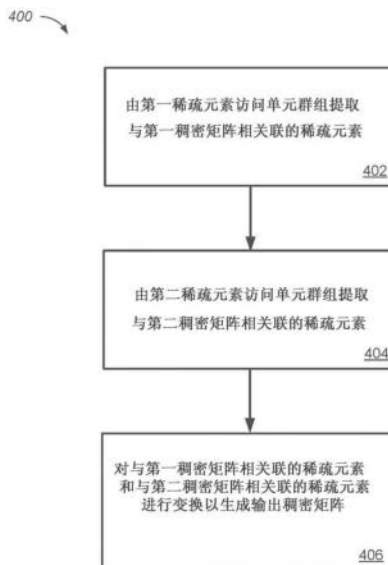 400
由第一稀疏元素访问单元群组提取
与第一稠密矩阵相关联的稀疏元素
402
由第二稀疏元素访问单元群组提取
与第二稠密矩阵相关联的稀疏元素
404
对与第一稠密矩阵相关联的稀疏元素
和与第二稠密矩阵相关联的稀疏元素
进行变换以生成输出稠密矩阵
406